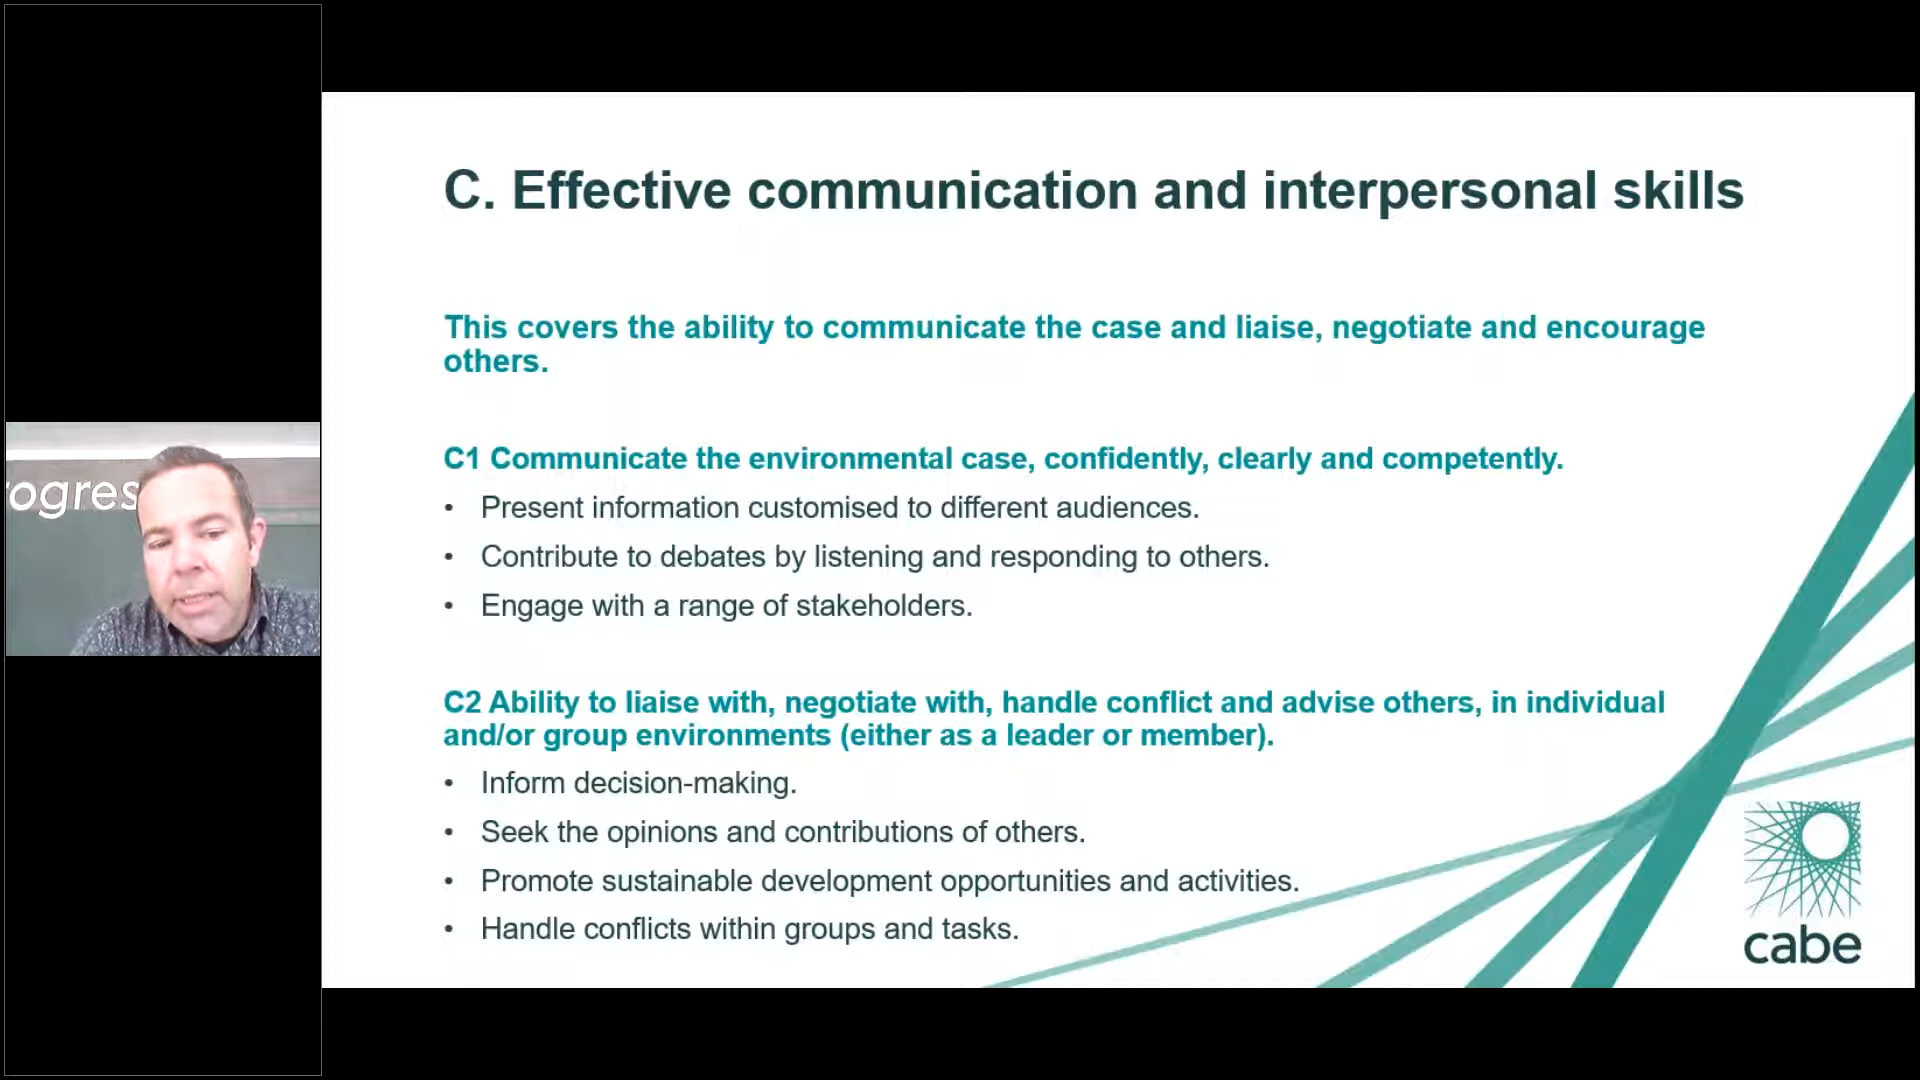 C. Effective communication and interpersonal skills
This covers the ability to communicate the case and liaise, negotiate and encourage
others.
C1 Communicate the environmental case, confidently, clearly and competently.
• Present information customised to different audiences.
• Contribute to debates by listening and responding to others.
• Engage with a range of stakeholders.
ogres
C2 Ability to liaise with, negotiate with, handle conflict and advise others, in individual
and/or group environments (either as a leader or member).
• Inform decision-making.
• Seek the opinions and contributions of others.
• Promote sustainable development opportunities and activities.
• Handle conflicts within groups and tasks.
cabe